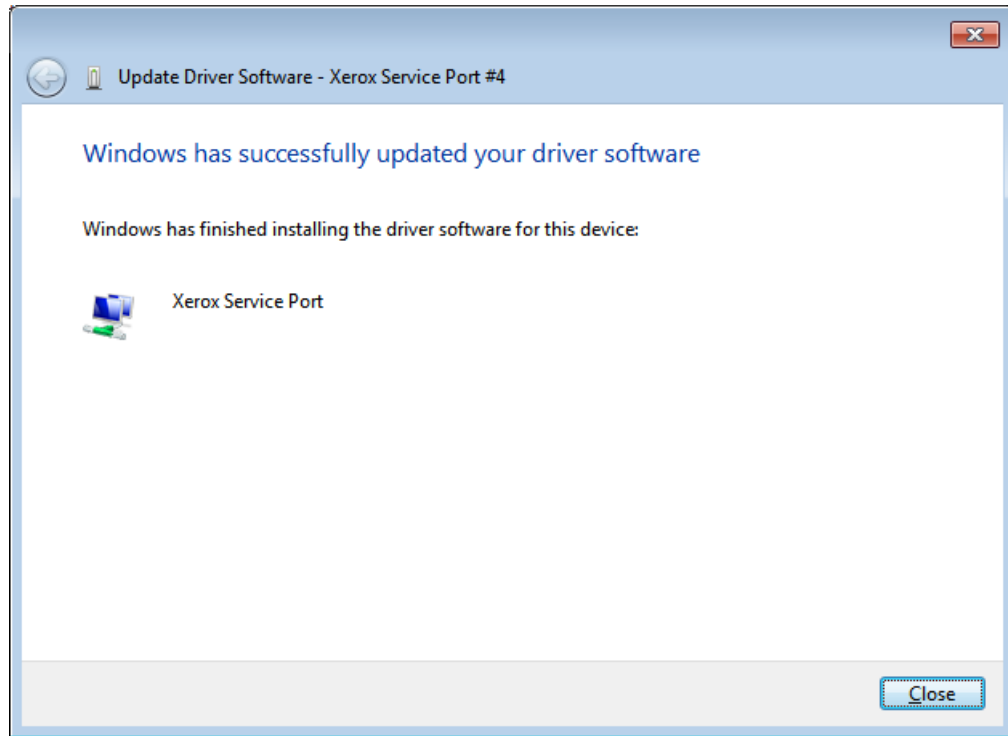 Update Driver Software - Xerox Service Port #4
Windows has successfully updated your driver software
Windows has finished installing the driver software for this device:
Xerox Service Port
Close